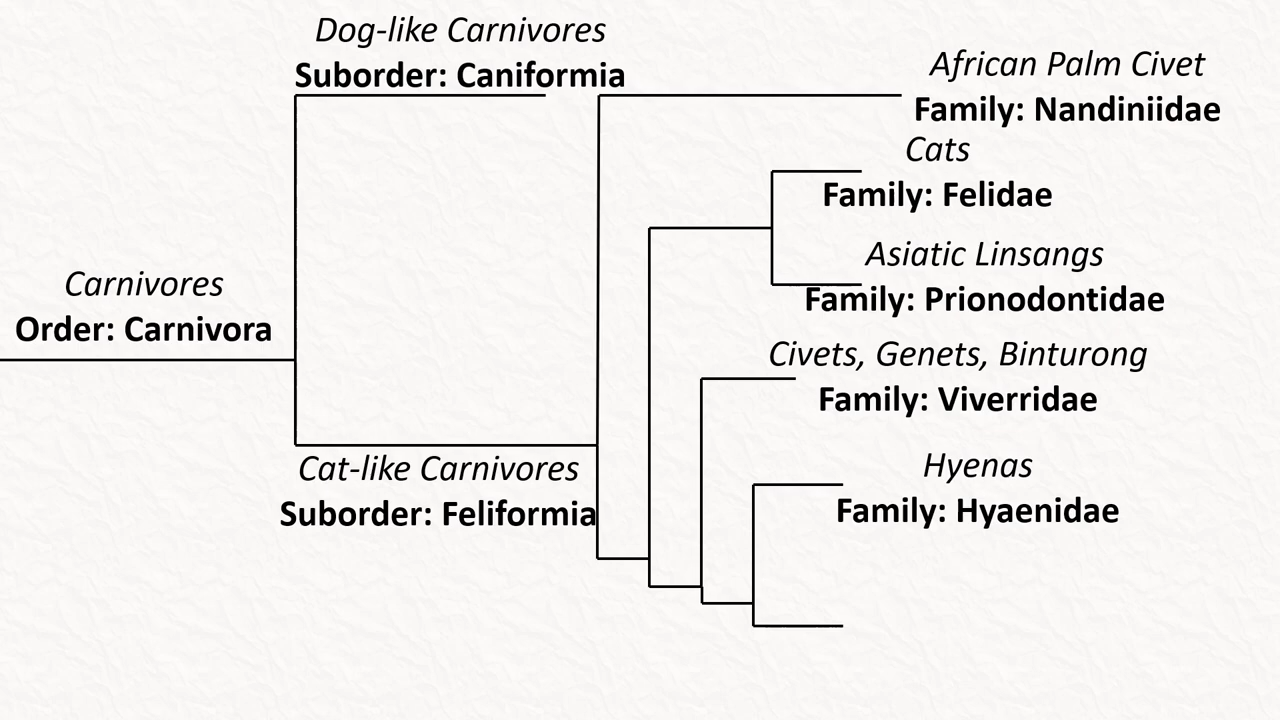 Dog-like Carnivores
Suborder: Caniformia
African Palm Civet
Family: Nandiniidae
Cats
Family: Felidae
Asiatic Linsangs
Family: Prionodontidae
Carnivores
Order: Carnivora
Civets, Genets, Binturong
Family: Viverridae
Cat-like Carnivores
Suborder: Feliformia
Hyenas
Family: Hyaenidae